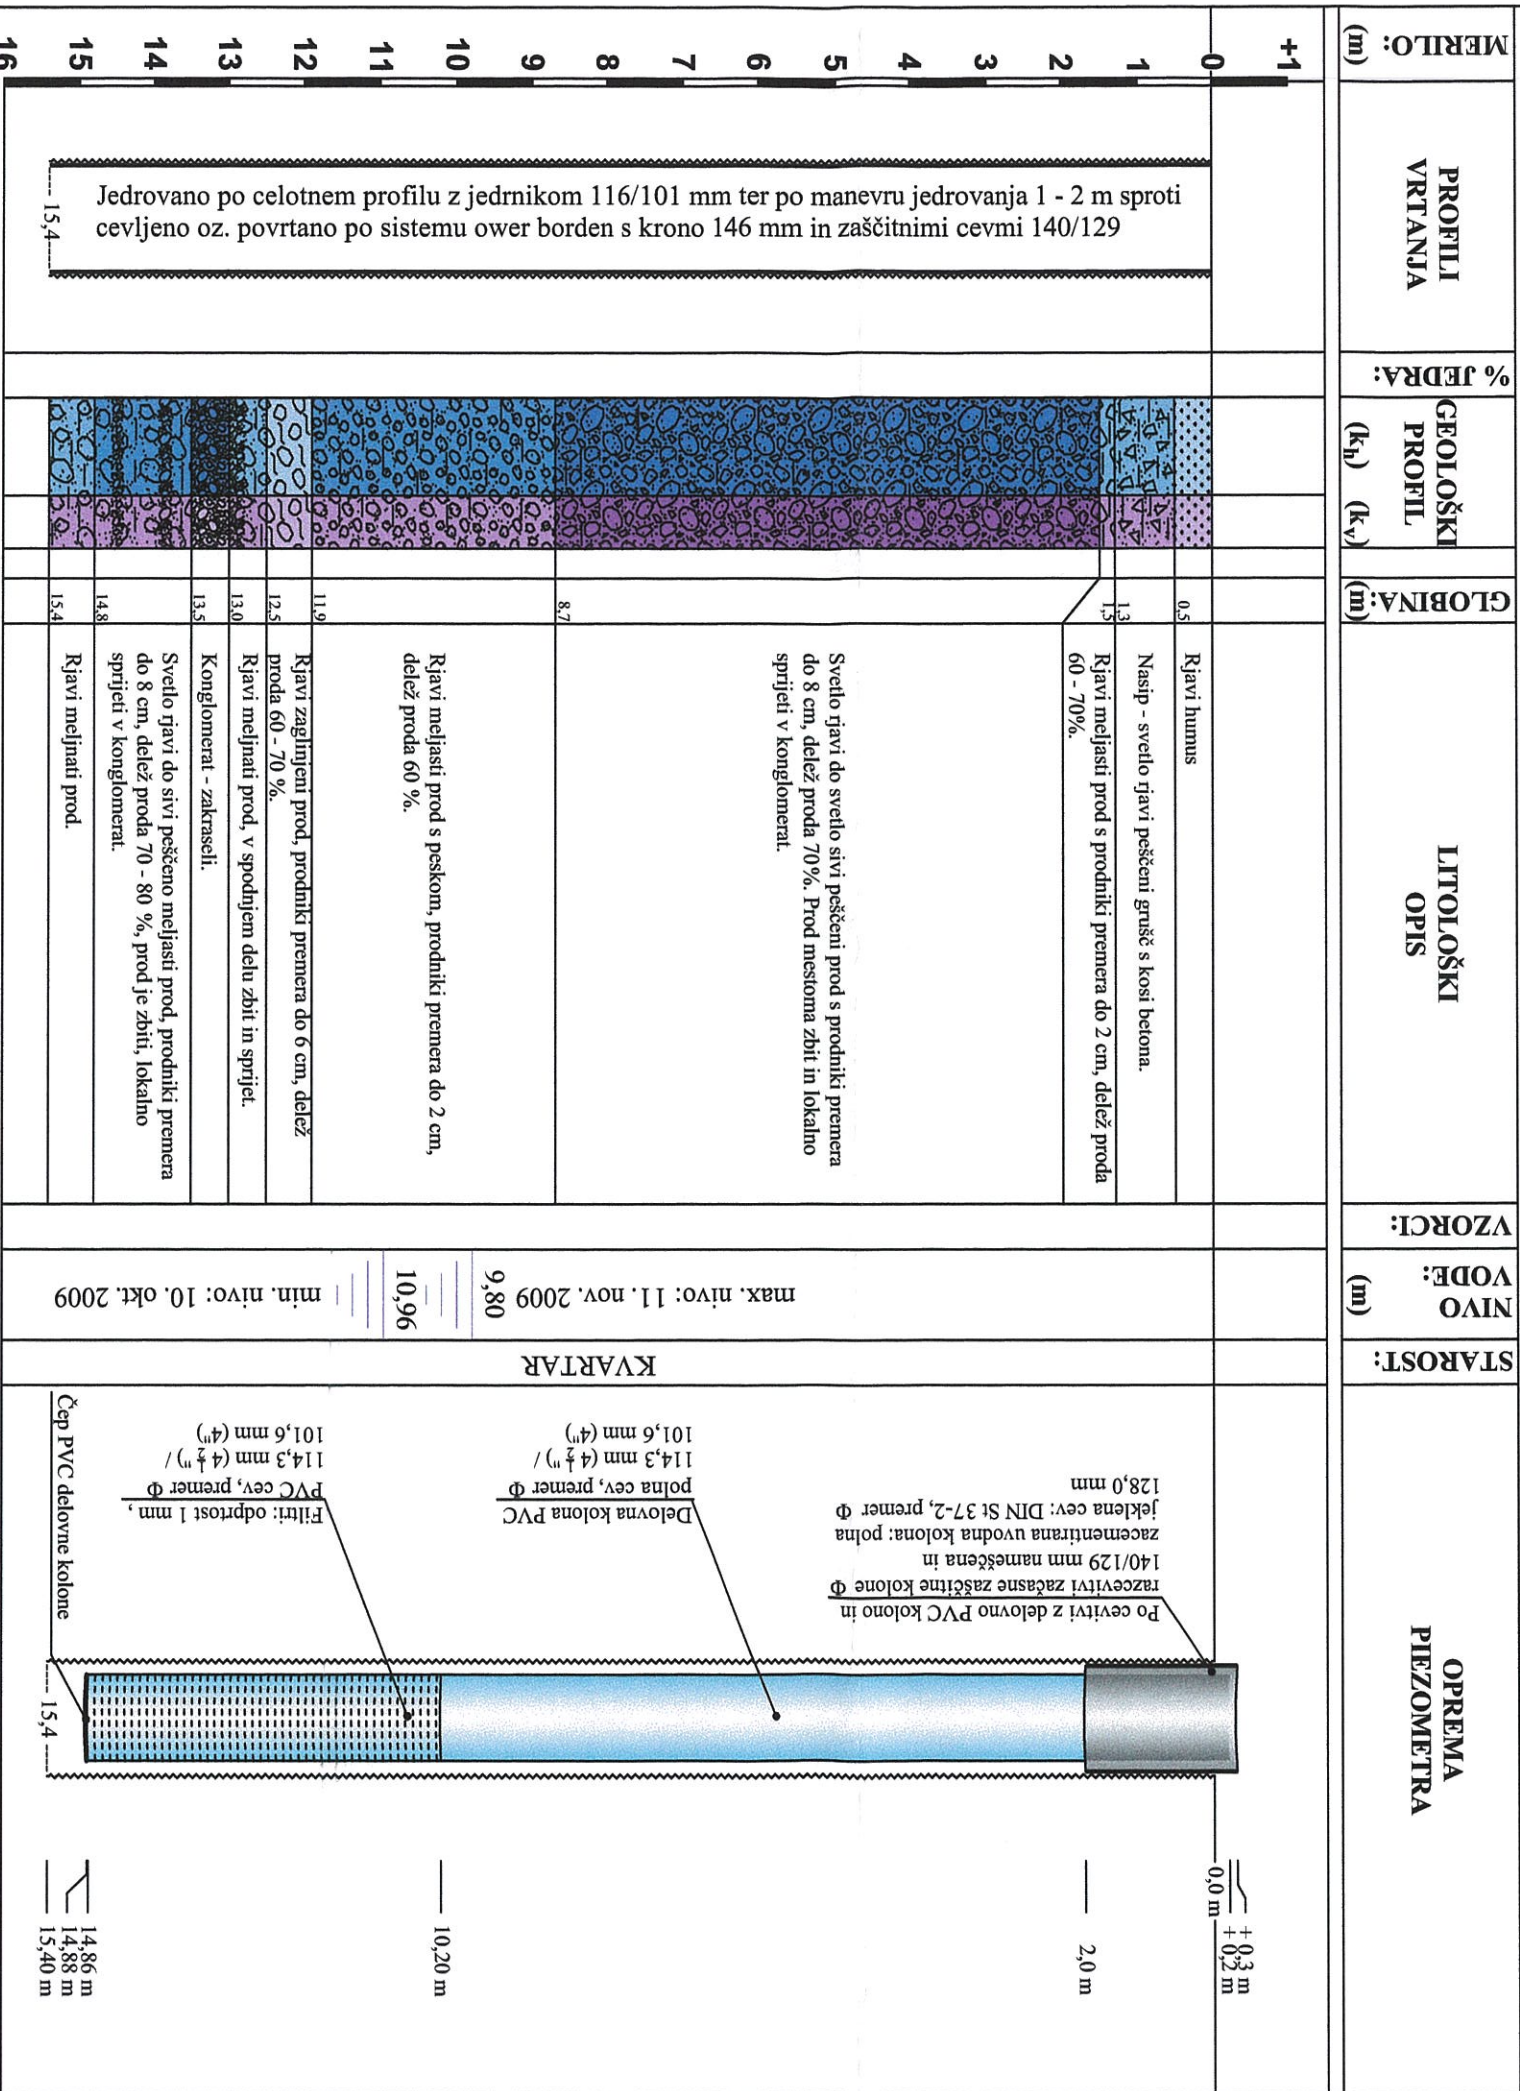 MERILO:
(m)
PROFILI
VRTANJA
% JEDRA:
GEOLOŠKI
PROFIL
(kh) (kv)
GLOBINA:
(m)
LITOLOŠKI
OPIS
VZORCI:
NIVO
VODE:
(m)
STAROST:
OPREMA
PIEZOMETRA
+1
0
1
2
3
4
5
6
7
8
9
10
11
12
13
14
15
16
Jedrovano po celotnem profilu z jedrnikom 116/101 mm ter po manevru jedrovanja 1 - 2 m sproti
cevljeno oz. povrtano po sistemu ower borden s krono 146 mm in zaščitnimi cevmi 140/129
15,4
0,5
1,3
1,5
8,7
11,9
12,5
13,0
13,5
14,8
15,4
Rjavi humus
Nasip - svetlo rjavi peščeni grušč s kosi betona.
Rjavi meljasti prod s prodniki premera do 2 cm, delež proda
60 - 70%.
Svetlo rjavi do svetlo sivi peščeni prod s prodniki premera
do 8 cm, delež proda 70%. Prod mestoma zbit in lokalno
sprijeti v konglomerat.
Rjavi meljasti prod s peskom, prodniki premera do 2 cm,
delež proda 60 %.
Rjavi zaglinjeni prod, prodniki premera do 6 cm, delež
proda 60 - 70 %.
Rjavi meljnati prod, v spodnjem delu zbit in sprijet.
Konglomerat - zakraseli.
Svetlo rjavi do sivi peščeno meljasti prod, prodniki premera
do 8 cm, delež proda 70 - 80 %, prod je zbiti, lokalno
sprijeti v konglomerat.
Rjavi meljnati prod.
max. nivo: 11. nov. 2009
9,80
10,96
min. nivo: 10. okt. 2009
KVARTAR
Po cevitvi z delovno PVC kolono in
razcevitvi začasne zaščitne kolone Φ
140/129 mm nameščena in
zacementirana uvodna kolona: polna
jeklena cev: DIN St 37-2, premer Φ
128,0 mm
Delovna kolona PVC
polna cev, premer Φ
114,3 mm (4 ½ ") /
101,6 mm (4")
Filtri: odprtost 1 mm,
PVC cev, premer Φ
114,3 mm (4 ½ ") /
101,6 mm (4")
Čep PVC delovne kolone
15,4
+ 0,3 m
+ 0,2 m
0,0 m
2,0 m
10,20 m
14,86 m
14,88 m
15,40 m